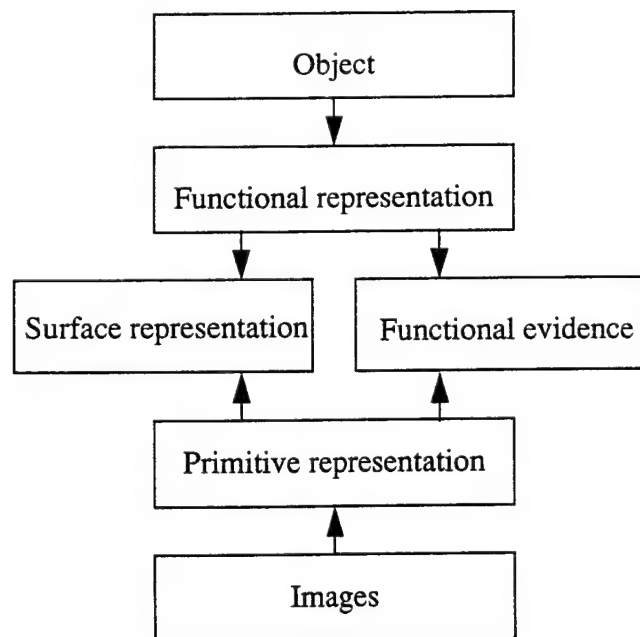 Object
Functional representation
Surface representation
Functional evidence
Primitive representation
Images